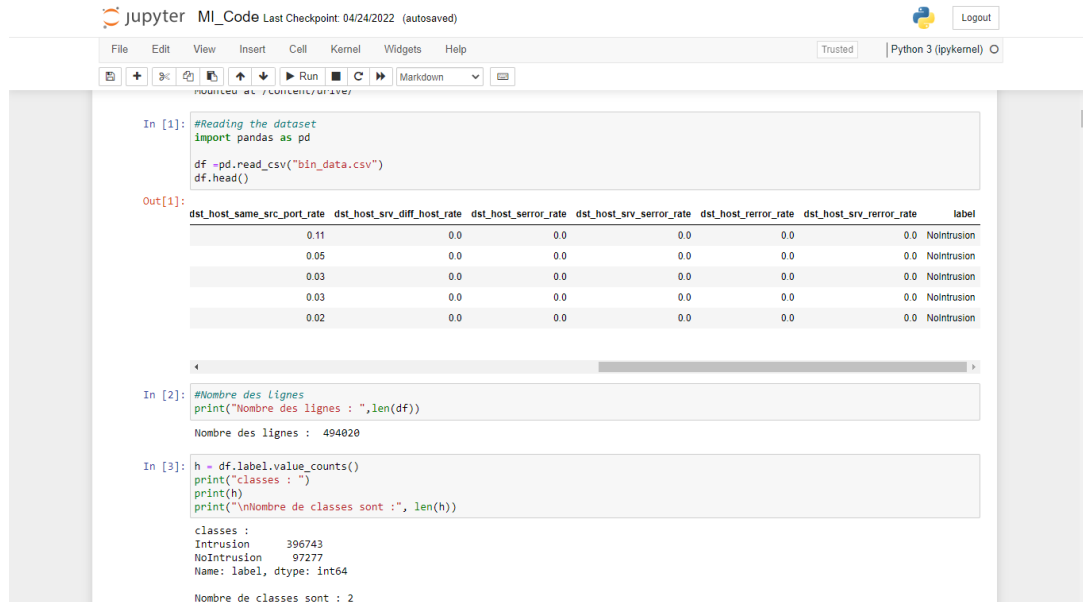 jupyter MI_Code Last Checkpoint: 04/24/2022 (autosaved)
Logout
File Edit View Insert Cell Kernel Widgets Help
Trusted
Python 3 (ipykernel)
Run
Markdown
Mounted at /content/drive/
In [1]: #Reading the dataset
import pandas as pd
df =pd.read_csv("bin_data.csv")
df.head()
Out[1]:
dst_host_same_src_port_rate dst_host_srv_diff_host_rate dst_host_serror_rate dst_host_srv_serror_rate dst_host_rerror_rate dst_host_srv_rerror_rate label
0.11 0.0 0.0 0.0 0.0 0.0 NoIntrusion
0.05 0.0 0.0 0.0 0.0 0.0 NoIntrusion
0.03 0.0 0.0 0.0 0.0 0.0 NoIntrusion
0.03 0.0 0.0 0.0 0.0 0.0 NoIntrusion
0.02 0.0 0.0 0.0 0.0 0.0 NoIntrusion
In [2]: #Nombre des lignes
print("Nombre des lignes : ",len(df))
Nombre des lignes :  494020
In [3]: h = df.label.value_counts()
print("classes : ")
print(h)
print("\nNombre de classes sont :", len(h))
classes :
Intrusion      396743
NoIntrusion     97277
Name: label, dtype: int64
Nombre de classes sont : 2